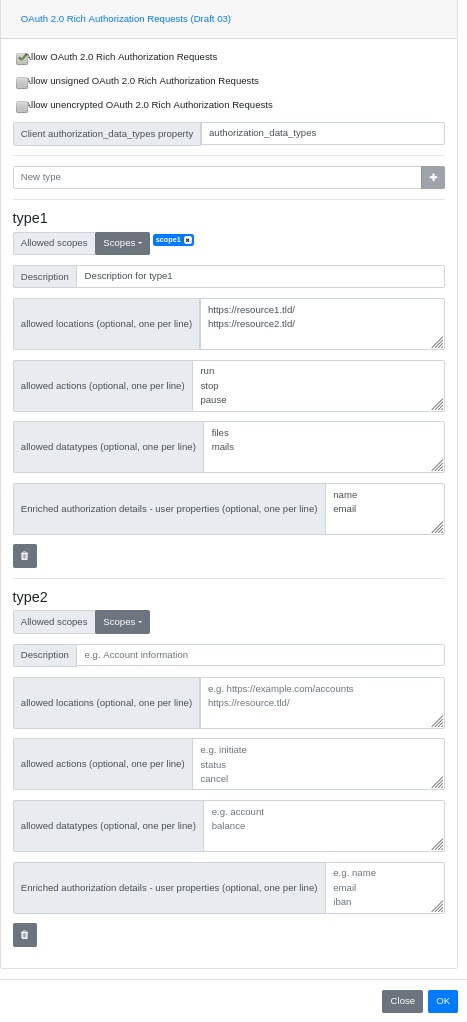 OAuth 2.0 Rich Authorization Requests (Draft 03)
Allow OAuth 2.0 Rich Authorization Requests
Allow unsigned OAuth 2.0 Rich Authorization Requests
Allow unencrypted OAuth 2.0 Rich Authorization Requests
Client authorization_data_types property authorization_data_types
New type
type1
Allowed scopes Scopes scope1
Description Description for type1
allowed locations (optional, one per line)
https://resource1.tld/
https://resource2.tld/
allowed actions (optional, one per line)
run
stop
pause
allowed datatypes (optional, one per line)
files
mails
Enriched authorization details - user properties (optional, one per line)
name
email
type2
Allowed scopes Scopes
Description e.g. Account information
allowed locations (optional, one per line)
e.g. https://example.com/accounts
https://resource.tld/
allowed actions (optional, one per line)
e.g. initiate
status
cancel
allowed datatypes (optional, one per line)
e.g. account
balance
Enriched authorization details - user properties (optional, one per line)
e.g. name
email
iban
Close OK